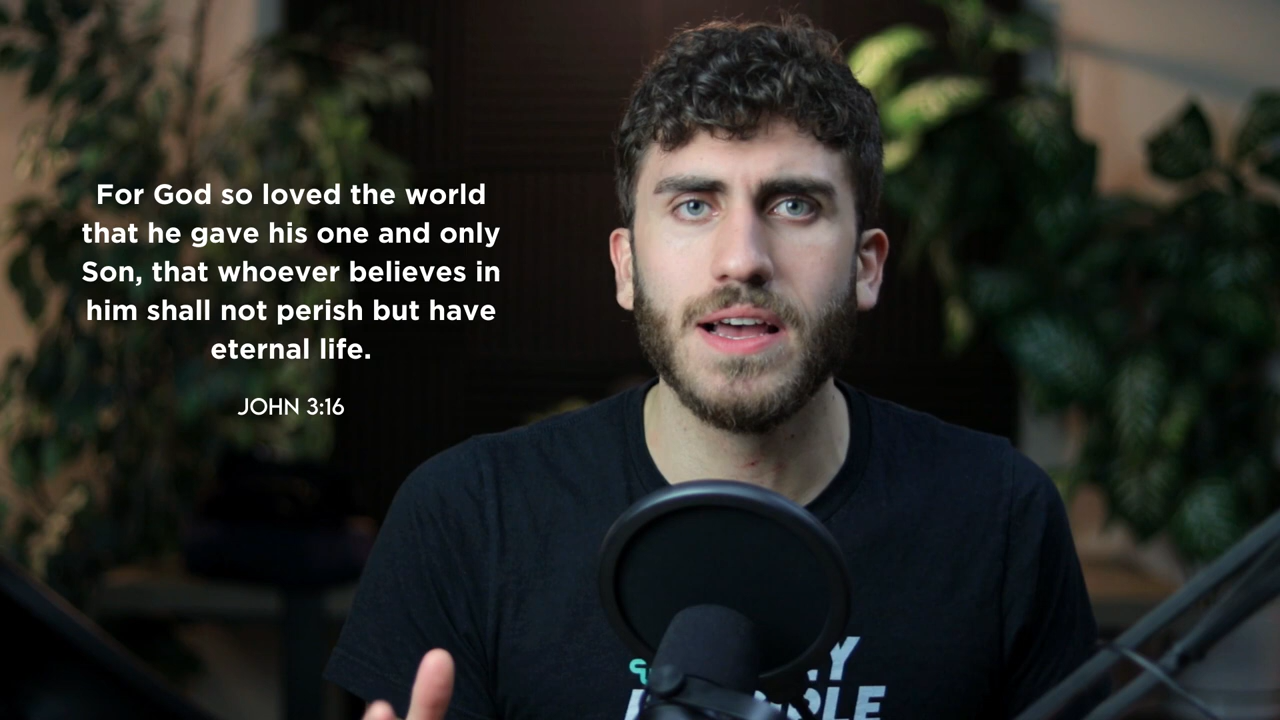 For God so loved the world
that he gave his one and only
Son, that whoever believes in
him shall not perish but have
eternal life.
JOHN 3:16